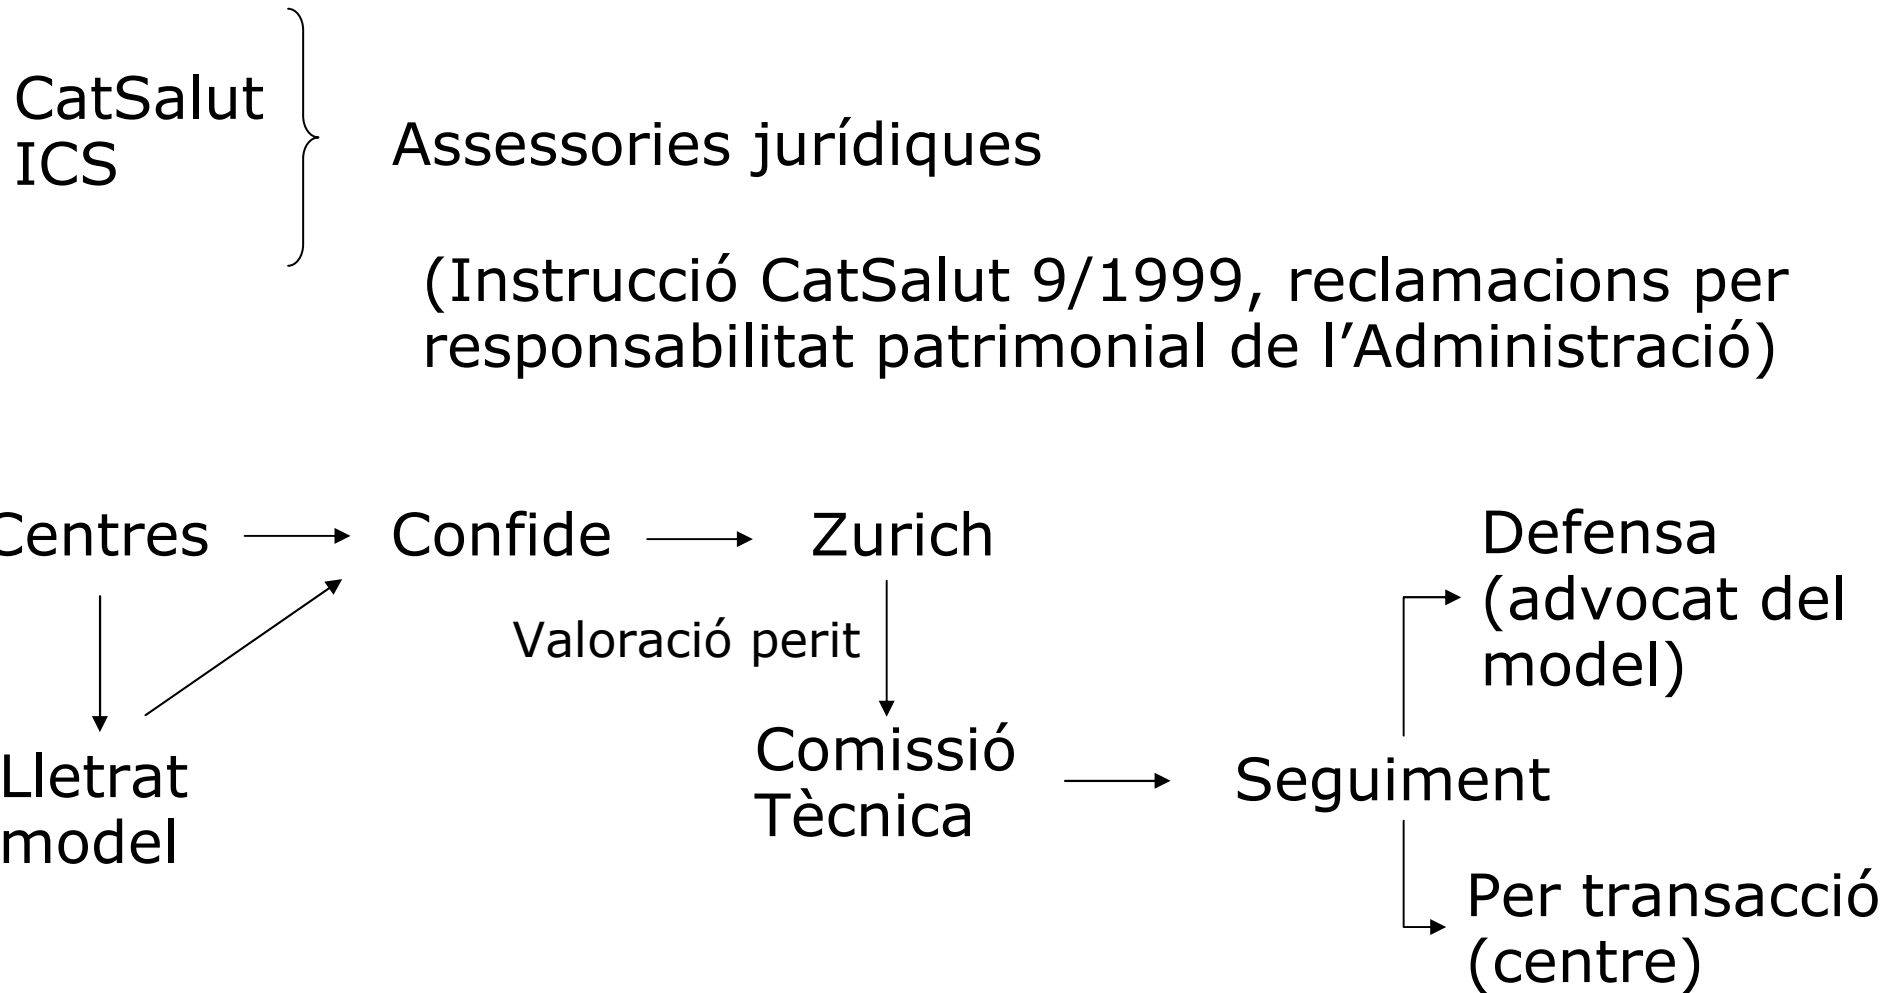 CatSalut
ICS
Assessories jurídiques
(Instrucció CatSalut 9/1999, reclamacions per
responsabilitat patrimonial de l’Administració)
Centres
Confide
Zurich
Defensa
(advocat del
model)
Valoració perit
Lletrat
model
Comissió
Tècnica
Seguiment
Per transacció
(centre)